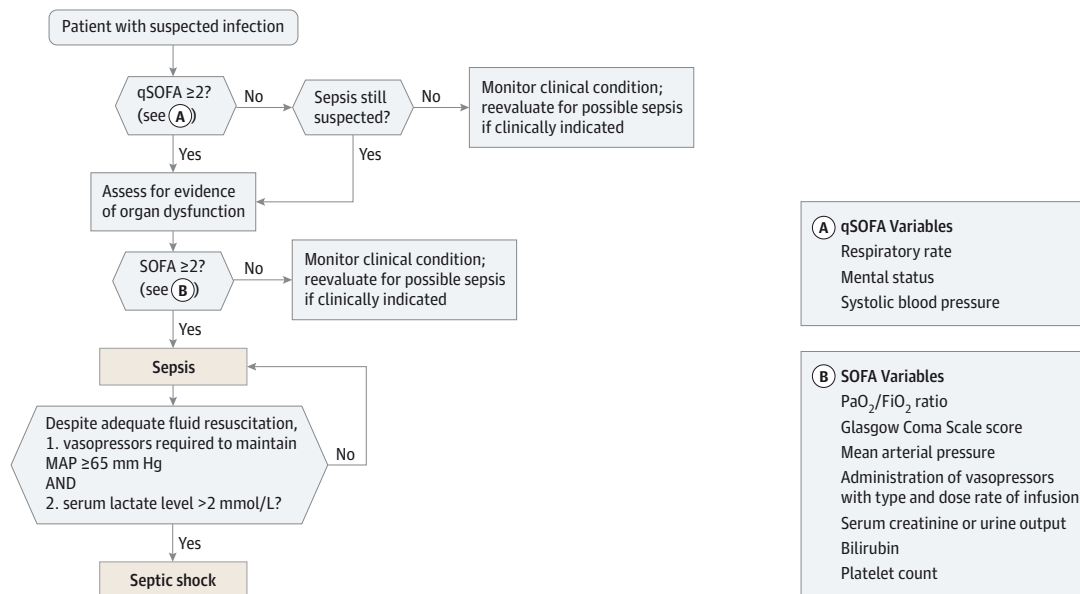 Patient with suspected infection
qSOFA ≥2?
(see A)
No
Sepsis still
suspected?
No
Monitor clinical condition;
reevaluate for possible sepsis
if clinically indicated
Yes
Yes
Assess for evidence
of organ dysfunction
SOFA ≥2?
(see B)
No
Monitor clinical condition;
reevaluate for possible sepsis
if clinically indicated
Yes
Sepsis
Despite adequate fluid resuscitation,
1. vasopressors required to maintain
MAP ≥65 mm Hg
AND
2. serum lactate level >2 mmol/L?
No
Yes
Septic shock
A qSOFA Variables
Respiratory rate
Mental status
Systolic blood pressure
B SOFA Variables
PaO₂/FiO₂ ratio
Glasgow Coma Scale score
Mean arterial pressure
Administration of vasopressors
with type and dose rate of infusion
Serum creatinine or urine output
Bilirubin
Platelet count